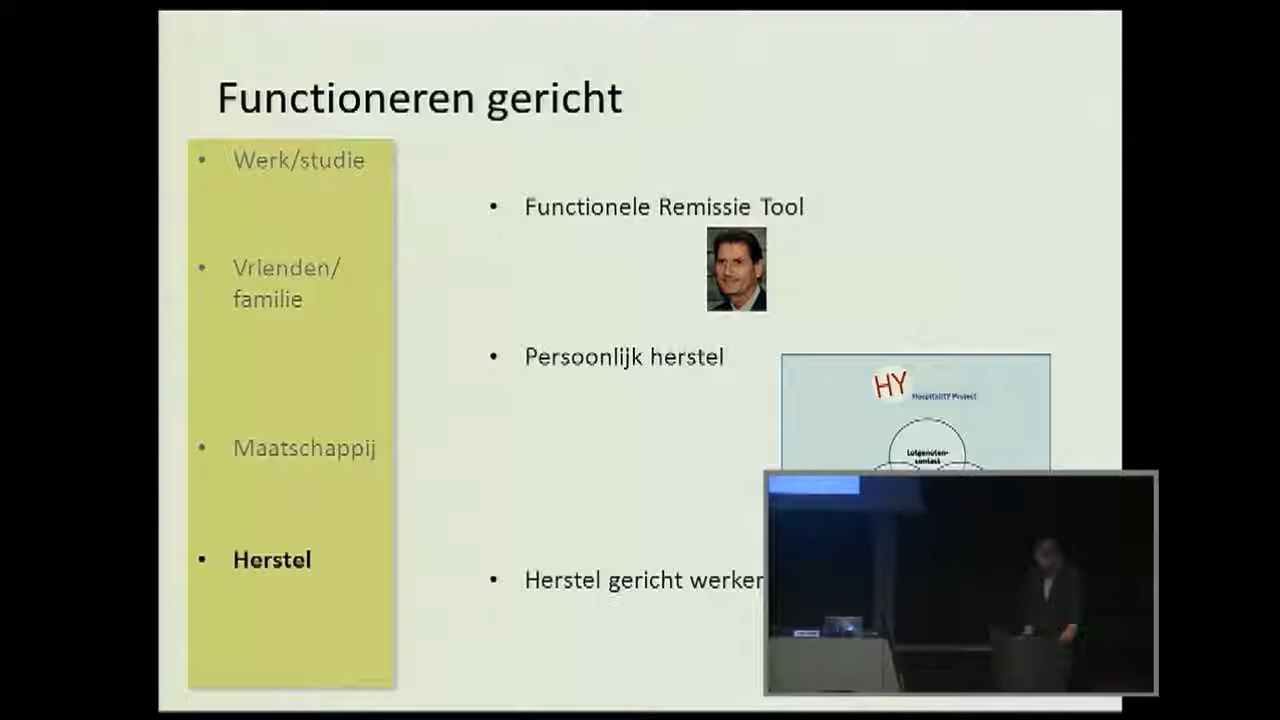 Functioneren gericht
• Werk/studie
• Vrienden/
familie
• Maatschappij
• Herstel
• Functionele Remissie Tool
• Persoonlijk herstel
HY
HospitaliTY Project
Lotgenoten-
contact
• Herstel gericht werken